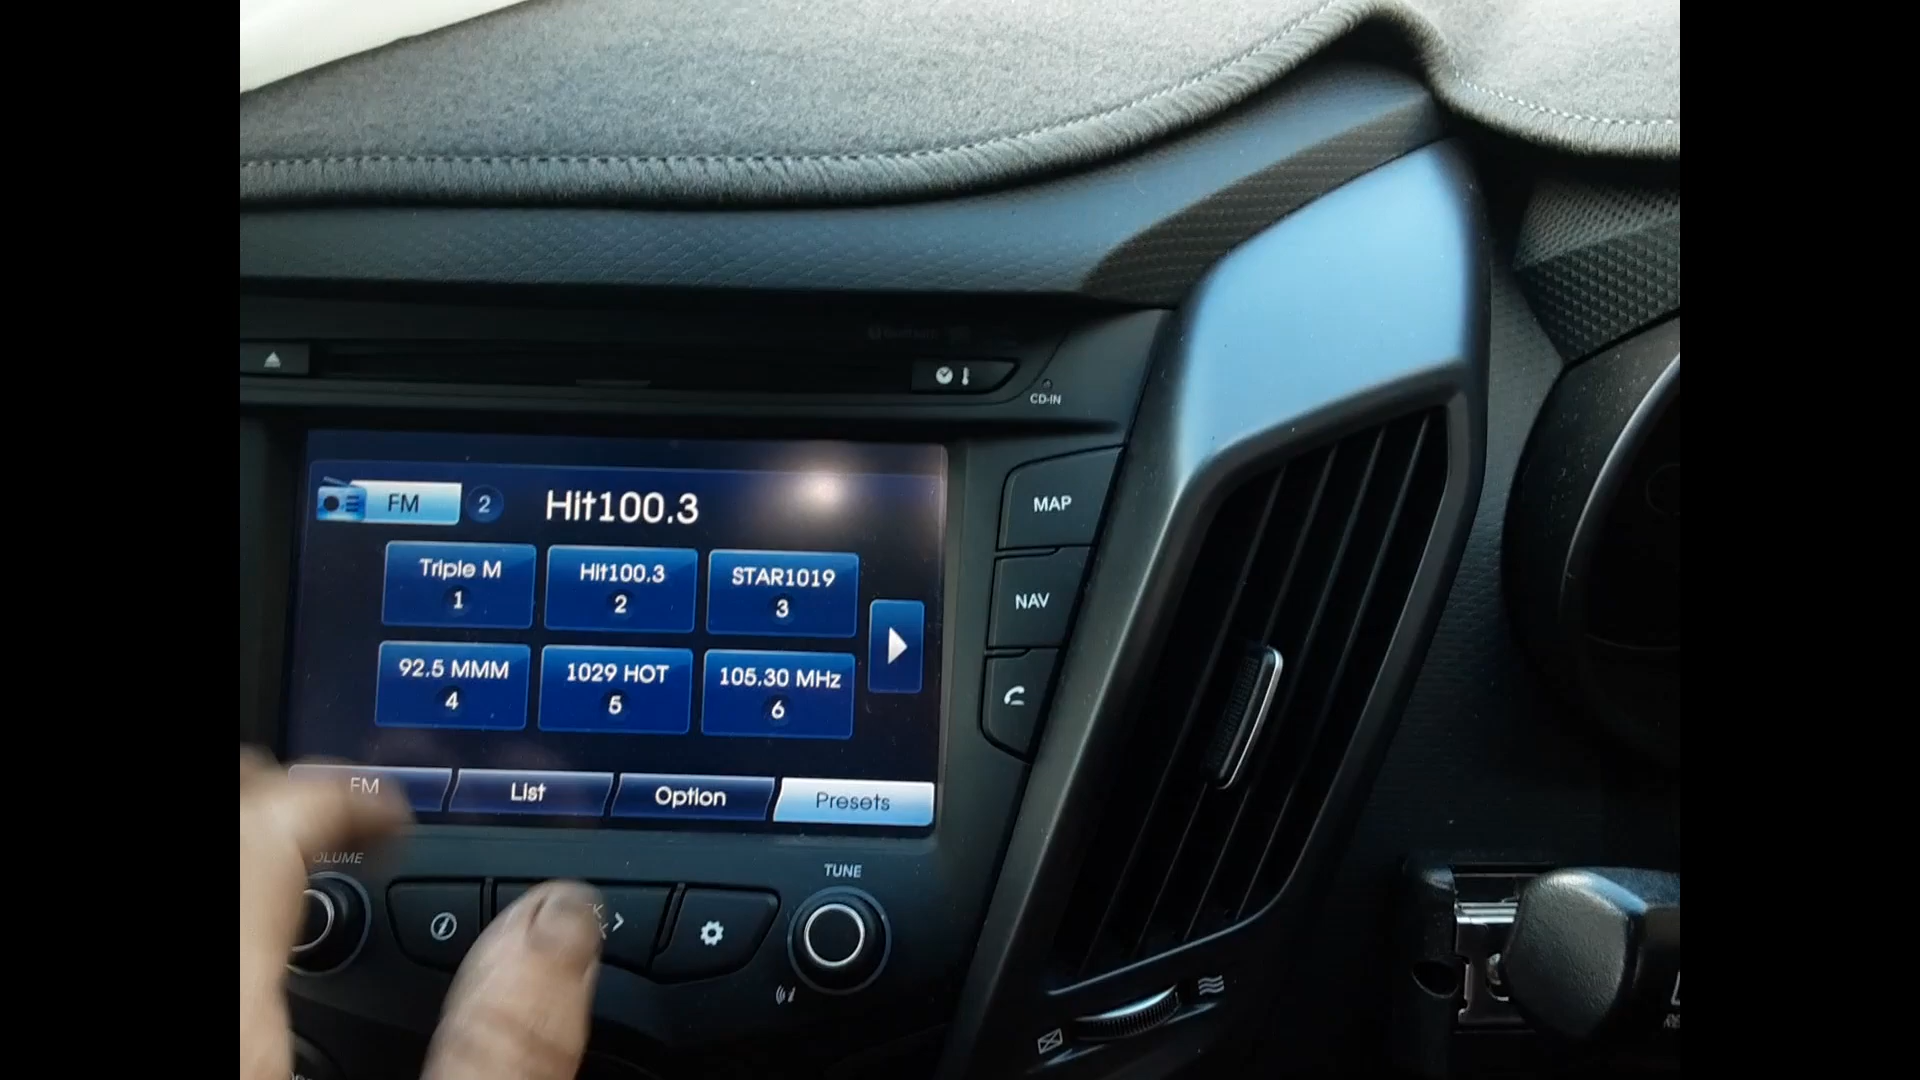 CD-IN
MAP
NAV
FM 2 Hit100.3
Triple M
1
Hit100.3
2
STAR1019
3
92.5 MMM
4
1029 HOT
5
105.30 MHz
6
FM
List
Option
Presets
OLUME
TUNE